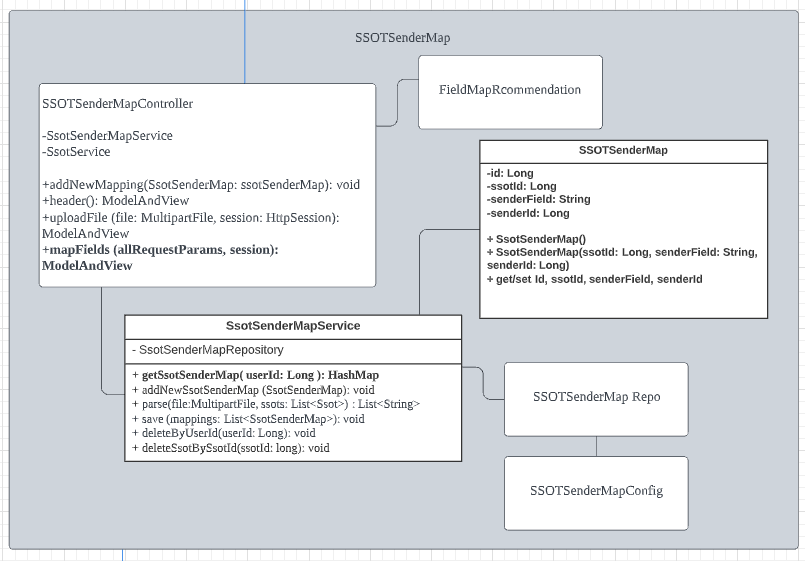 SSOTSenderMap
FieldMapRcommendation
SSOTSenderMapController
-SsotSenderMapService
-SsotService
+addNewMapping(SsotSenderMap: ssotSenderMap): void
+header(): ModelAndView
+uploadFile (file: MultipartFile, session: HttpSession):
ModelAndView
+mapFields (allRequestParams, session):
ModelAndView
SSOTSenderMap
-id: Long
-ssotId: Long
-senderField: String
-senderId: Long
+ SsotSenderMap()
+ SsotSenderMap(ssotId: Long, senderField: String,
senderId: Long)
+ get/set Id, ssotId, senderField, senderId
SsotSenderMapService
- SsotSenderMapRepository
+ getSsotSenderMap( userId: Long ): HashMap
+ addNewSsotSenderMap (SsotSenderMap): void
+ parse(file:MultipartFile, ssots: List<Ssot>) : List<String>
+ save (mappings: List<SsotSenderMap>): void
+ deleteByUserId(userId: Long): void
+ deleteSsotBySsotId(ssotId: long): void
SSOTSenderMap Repo
SSOTSenderMapConfig